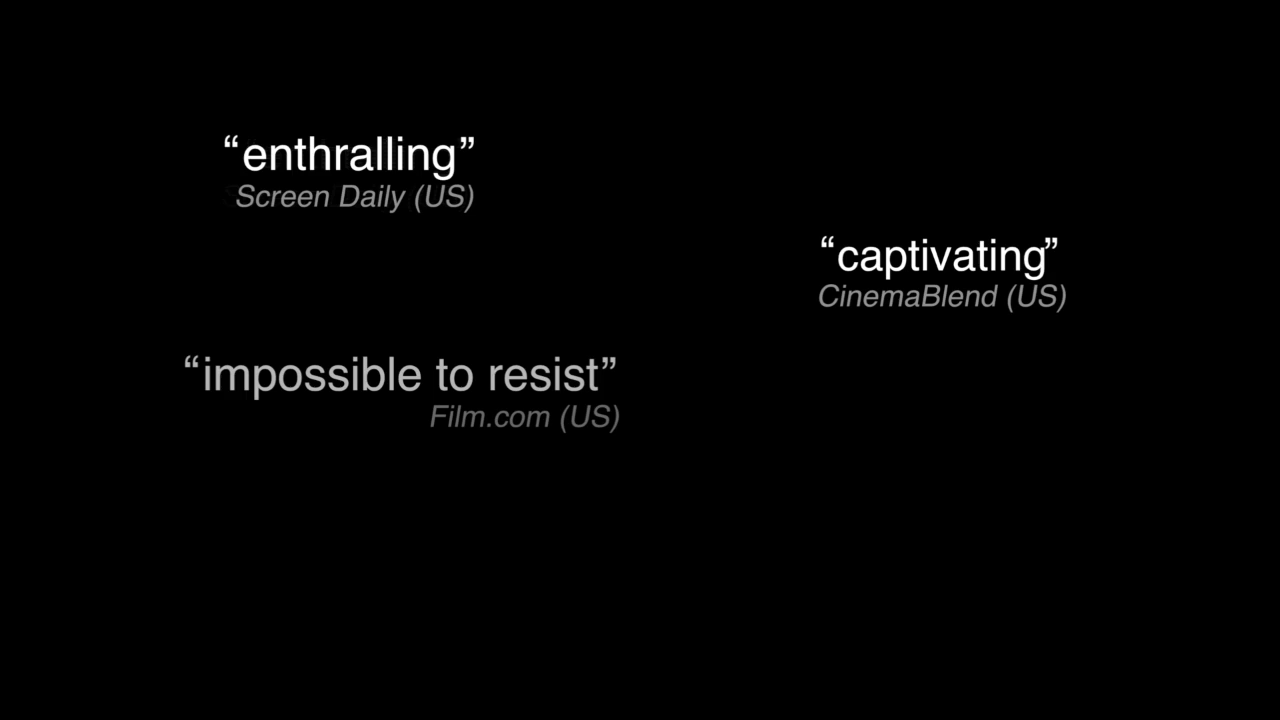 “enthralling”
Screen Daily (US)
“captivating”
CinemaBlend (US)
“impossible to resist”
Film.com (US)